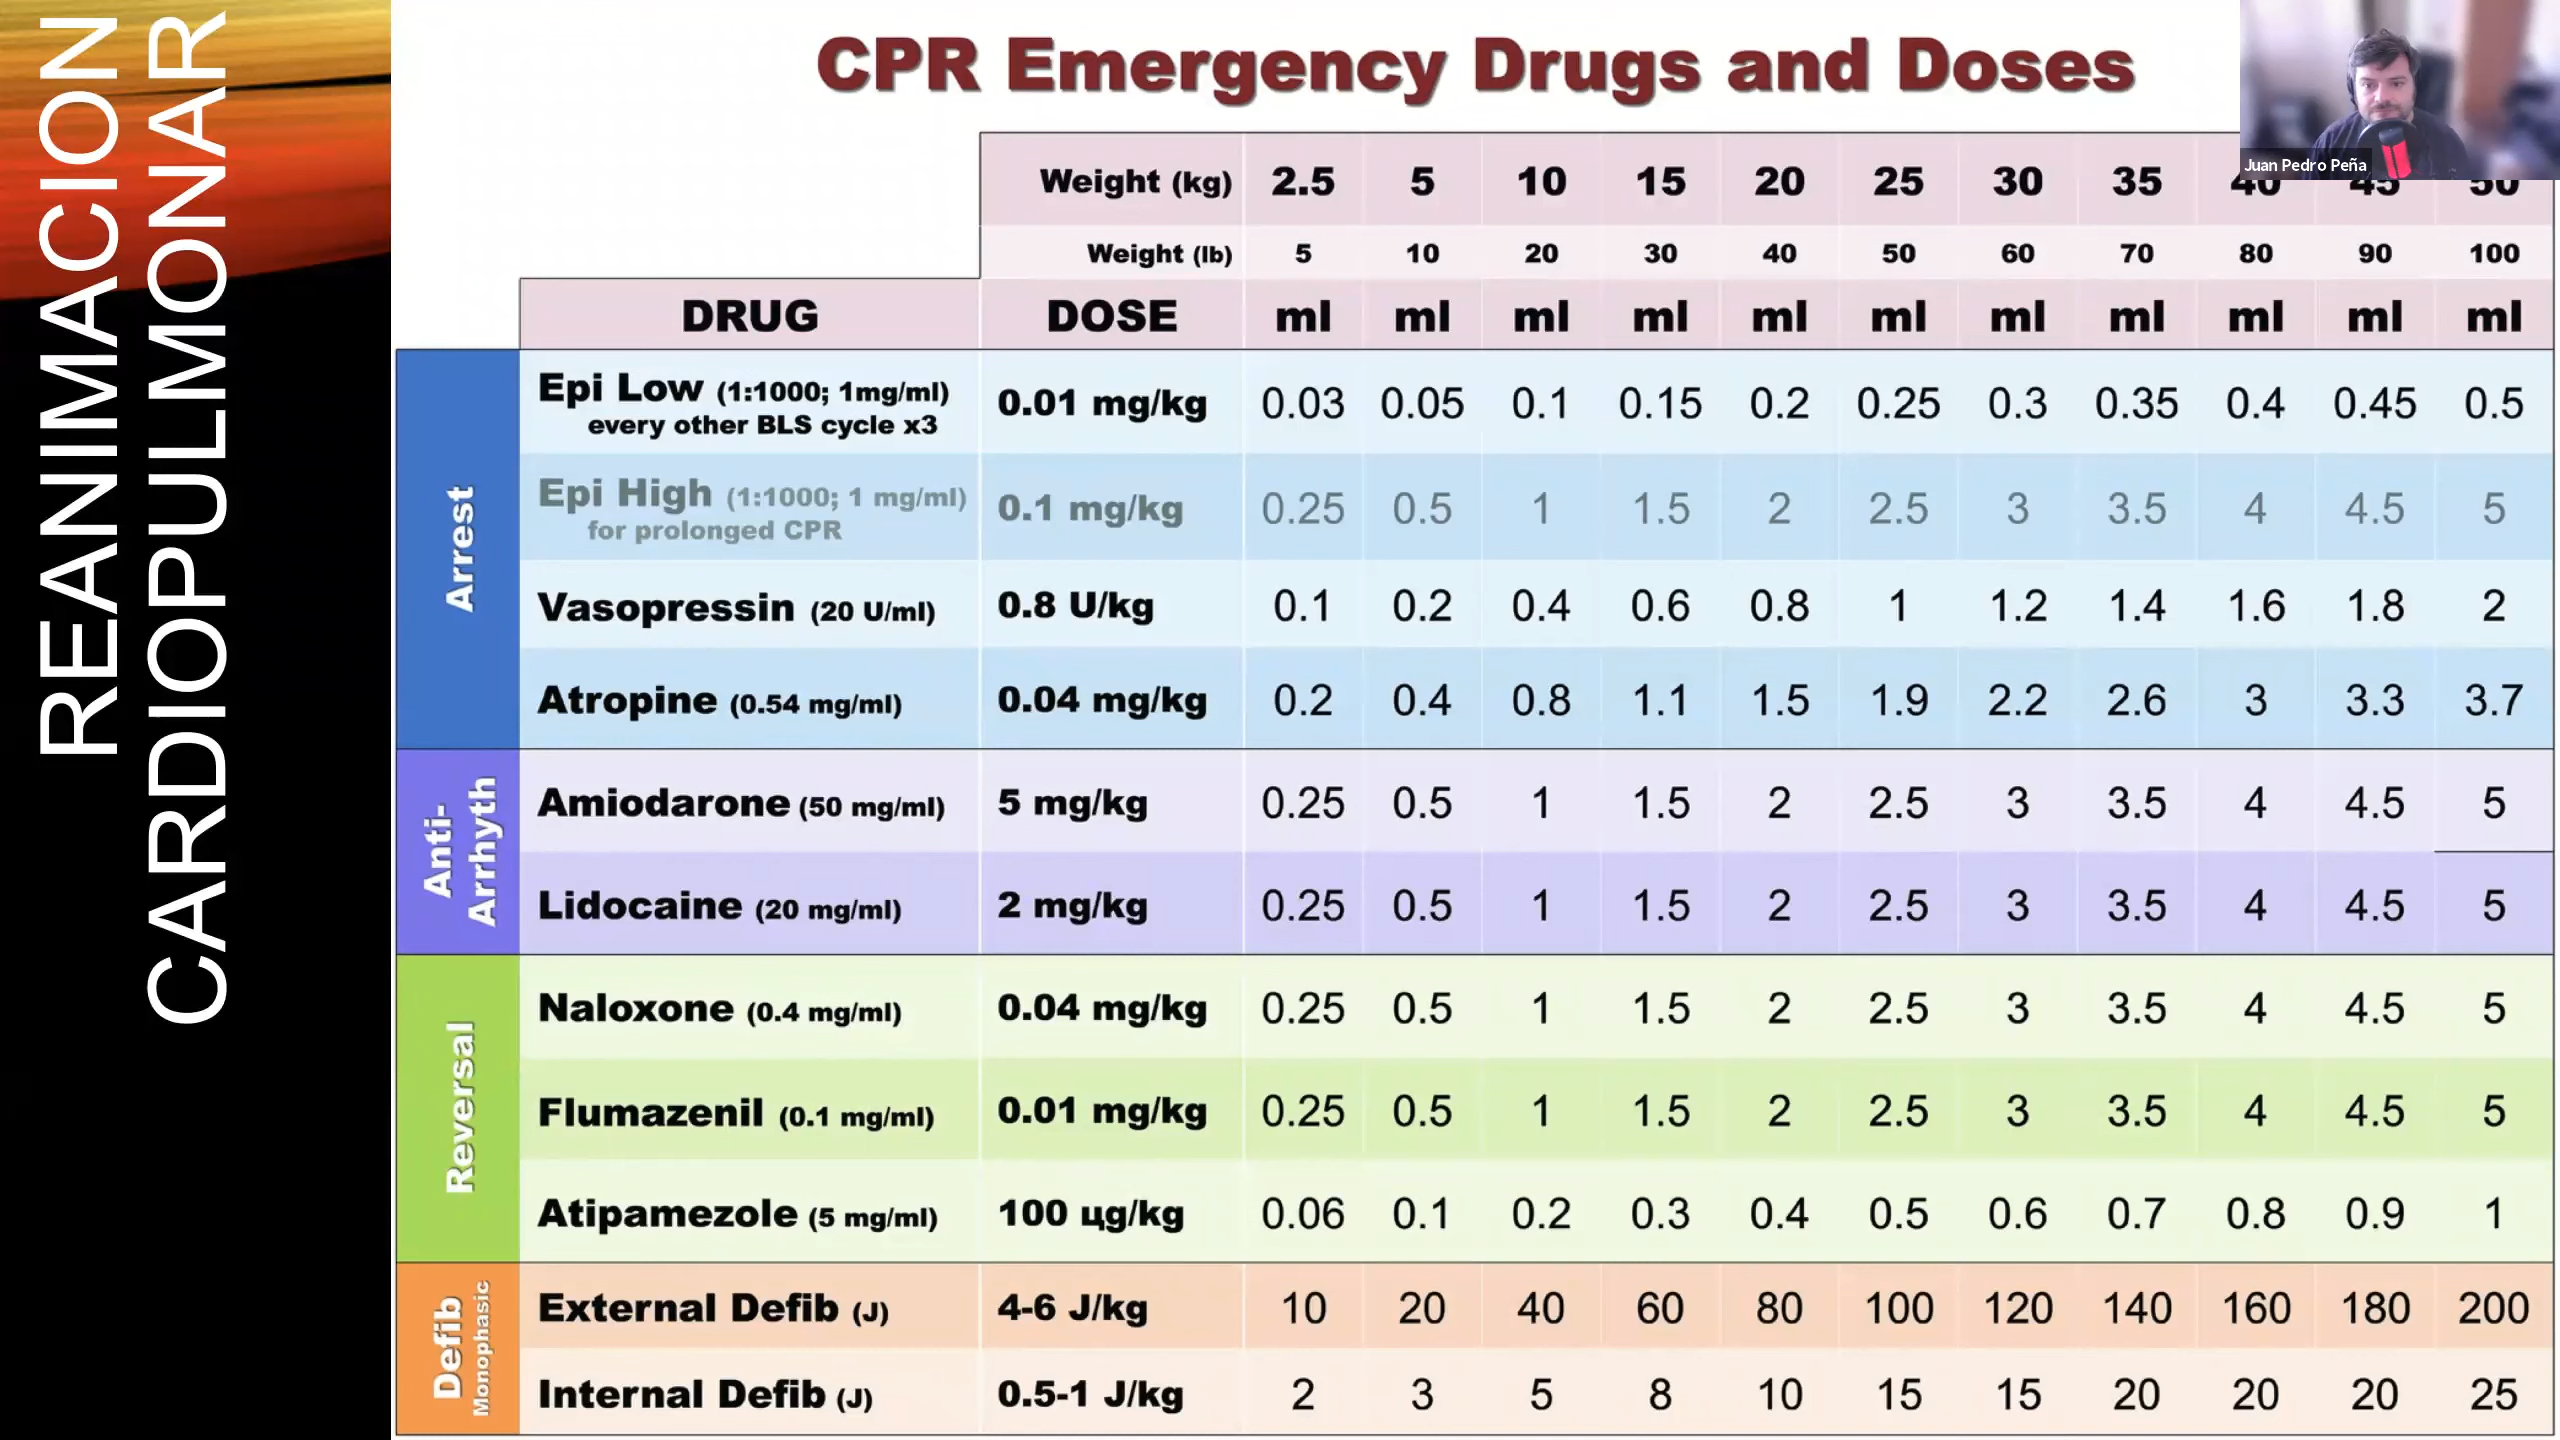 REANIMACION
CARDIOPULMONAR
CPR Emergency Drugs and Doses
Juan Pedro Peña
Weight (kg) 2.5 5 10 15 20 25 30 35 40 45 50
Weight (lb) 5 10 20 30 40 50 60 70 80 90 100
DRUG DOSE ml ml ml ml ml ml ml ml ml ml ml
Arrest
Epi Low (1:1000; 1mg/ml)
every other BLS cycle x3
0.01 mg/kg 0.03 0.05 0.1 0.15 0.2 0.25 0.3 0.35 0.4 0.45 0.5
Epi High (1:1000; 1 mg/ml)
for prolonged CPR
0.1 mg/kg 0.25 0.5 1 1.5 2 2.5 3 3.5 4 4.5 5
Vasopressin (20 U/ml) 0.8 U/kg 0.1 0.2 0.4 0.6 0.8 1 1.2 1.4 1.6 1.8 2
Atropine (0.54 mg/ml) 0.04 mg/kg 0.2 0.4 0.8 1.1 1.5 1.9 2.2 2.6 3 3.3 3.7
Anti-
Arrhyth
Amiodarone (50 mg/ml) 5 mg/kg 0.25 0.5 1 1.5 2 2.5 3 3.5 4 4.5 5
Lidocaine (20 mg/ml) 2 mg/kg 0.25 0.5 1 1.5 2 2.5 3 3.5 4 4.5 5
Reversal
Naloxone (0.4 mg/ml) 0.04 mg/kg 0.25 0.5 1 1.5 2 2.5 3 3.5 4 4.5 5
Flumazenil (0.1 mg/ml) 0.01 mg/kg 0.25 0.5 1 1.5 2 2.5 3 3.5 4 4.5 5
Atipamezole (5 mg/ml) 100 цg/kg 0.06 0.1 0.2 0.3 0.4 0.5 0.6 0.7 0.8 0.9 1
Defib
Monophasic
External Defib (J) 4-6 J/kg 10 20 40 60 80 100 120 140 160 180 200
Internal Defib (J) 0.5-1 J/kg 2 3 5 8 10 15 15 20 20 20 25